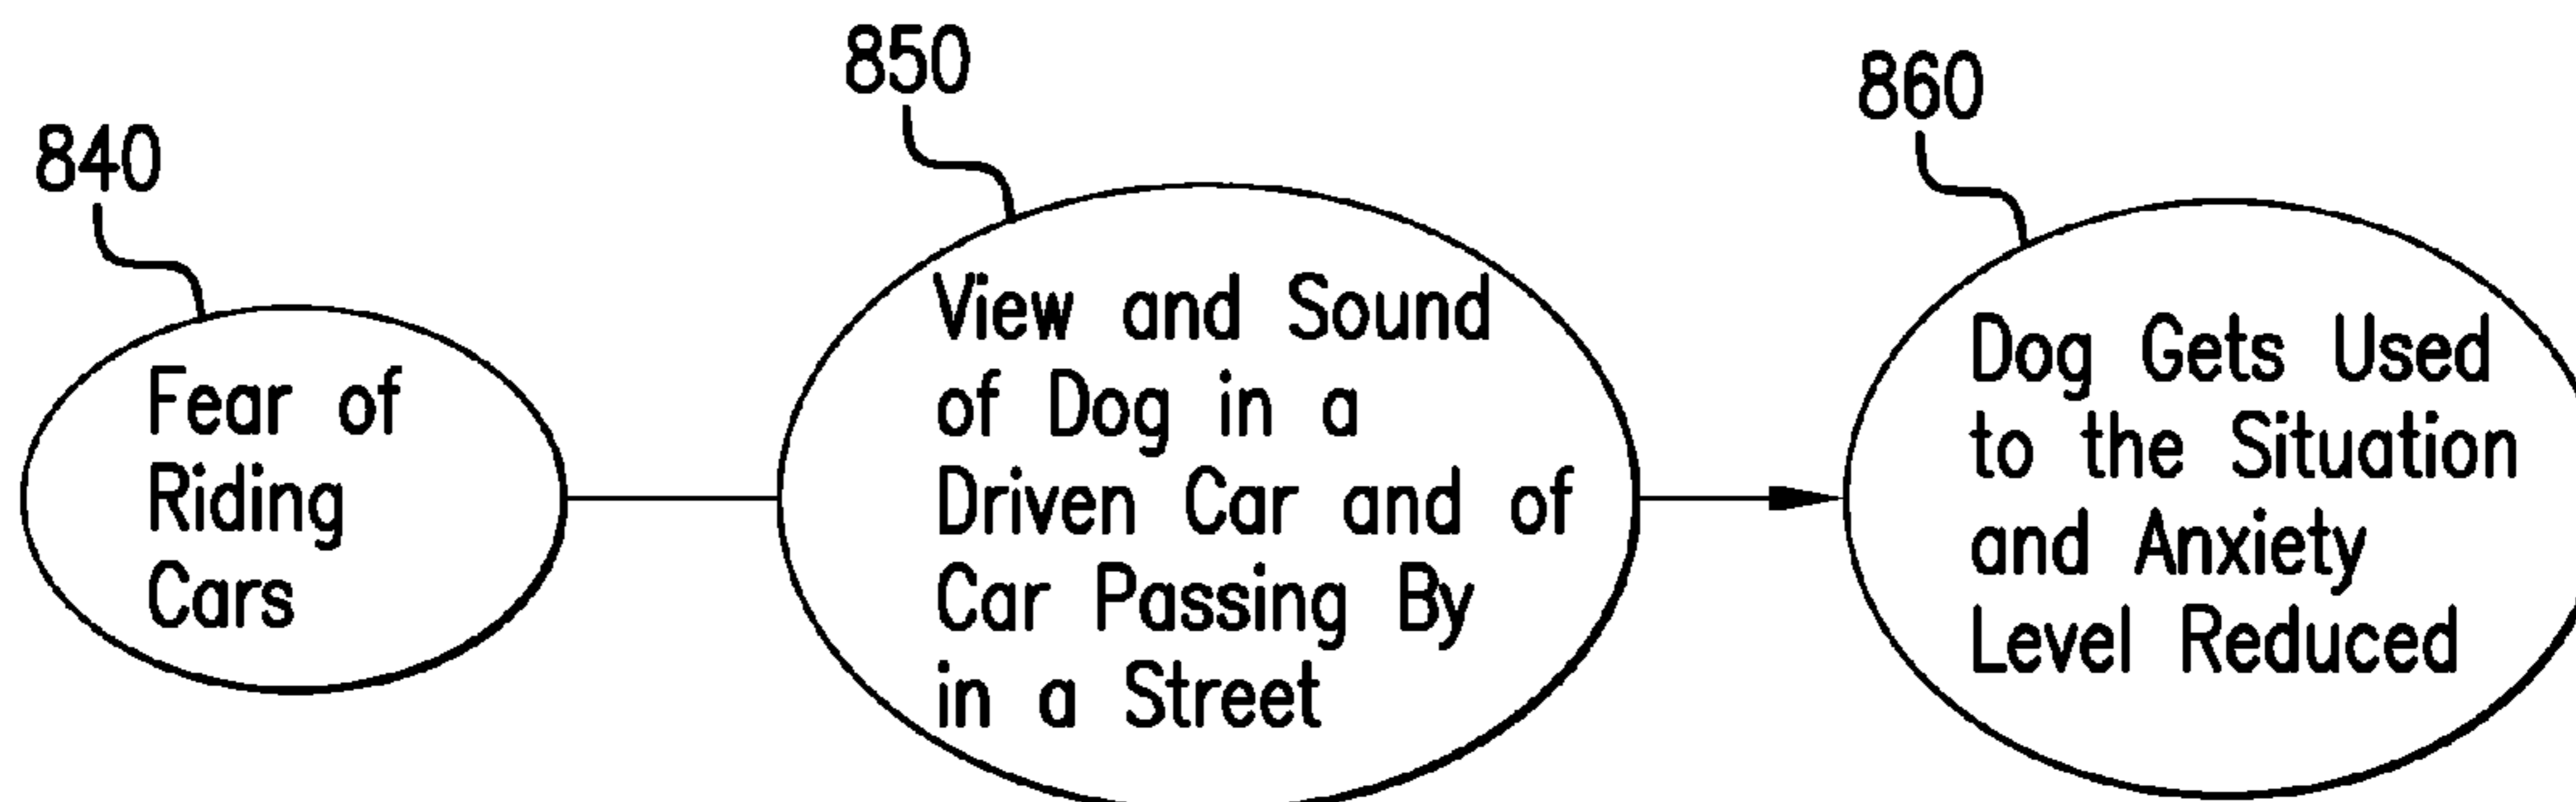 840
Fear of
Riding
Cars
850
View and Sound
of Dog in a
Driven Car and of
Car Passing By
in a Street
860
Dog Gets Used
to the Situation
and Anxiety
Level Reduced